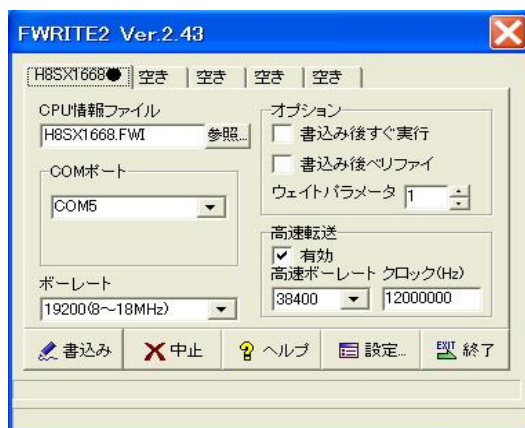 FWRITE2 Ver.2.43
H8SX1668● 空き 空き 空き 空き
CPU情報ファイル
H8SX1668.FWI 参照...
COMポート
COM5
ボーレート
19200(8～18MHz)
オプション
書込み後すぐ実行
書込み後ベリファイ
ウェイトパラメータ 1
高速転送
有効
高速ボーレート クロック(Hz)
38400 12000000
書込み 中止 ヘルプ 設定... EXIT 終了